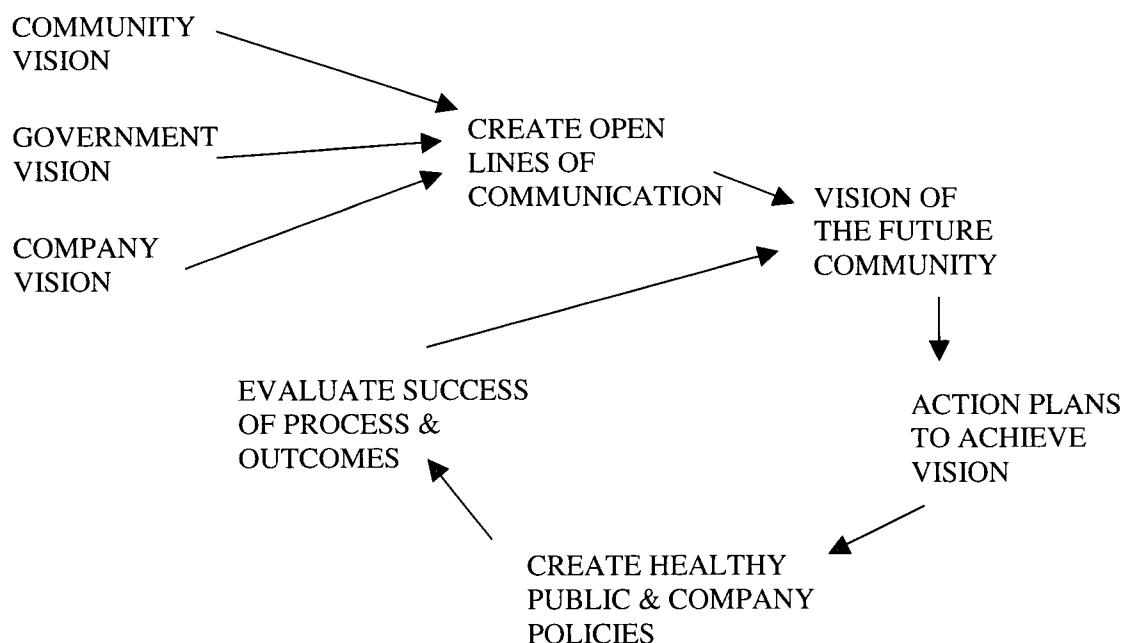 COMMUNITY
VISION
GOVERNMENT
VISION
COMPANY
VISION
CREATE OPEN
LINES OF
COMMUNICATION
VISION OF
THE FUTURE
COMMUNITY
ACTION PLANS
TO ACHIEVE
VISION
CREATE HEALTHY
PUBLIC & COMPANY
POLICIES
EVALUATE SUCCESS
OF PROCESS &
OUTCOMES